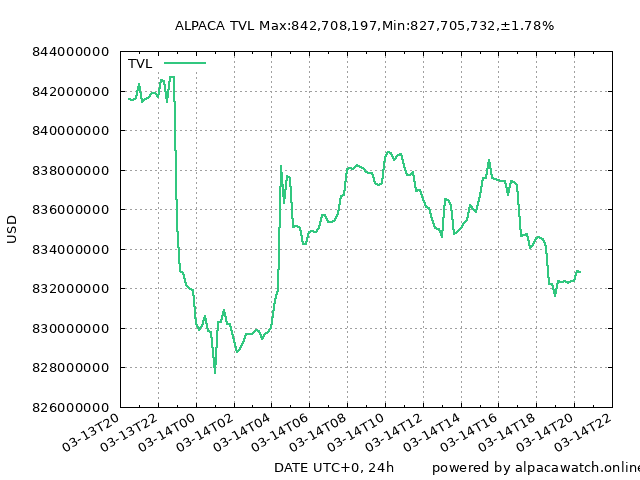 ALPACA TVL Max:842,708,197,Min:827,705,732,±1.78%
844000000
TVL
842000000
840000000
838000000
836000000
USD
834000000
832000000
830000000
828000000
826000000
03-13T20
03-13T22
03-14T00
03-14T02
03-14T04
03-14T06
03-14T08
03-14T10
03-14T12
03-14T14
03-14T16
03-14T18
03-14T20
03-14T22
DATE UTC+0, 24h
powered by alpacawatch.online